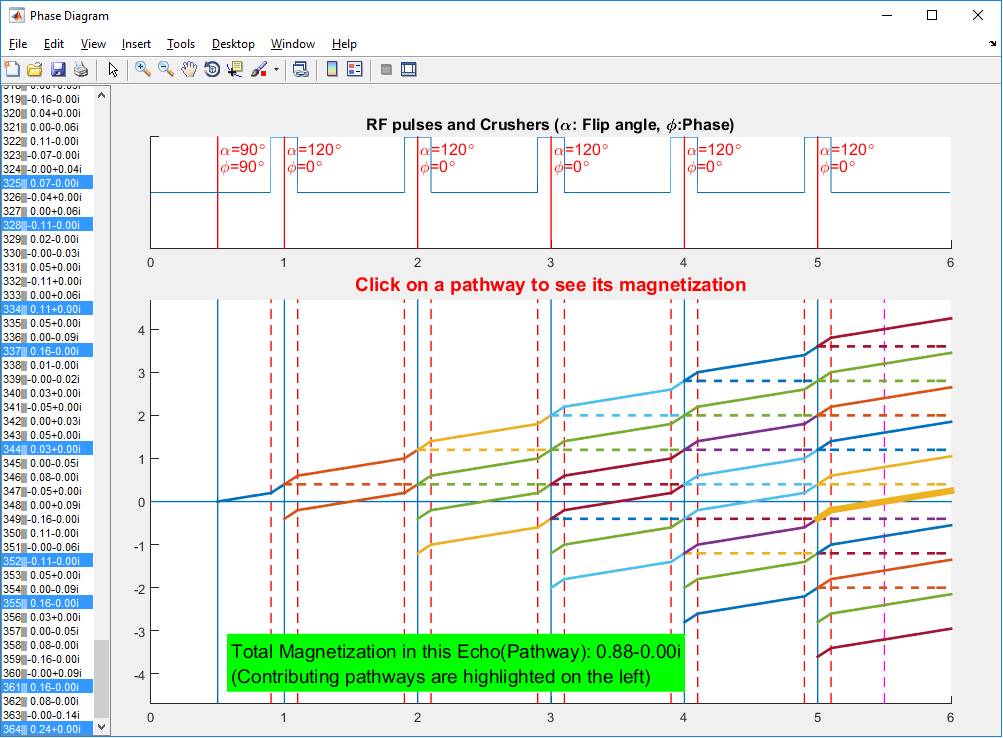 Phase Diagram
File Edit View Insert Tools Desktop Window Help
319 -0.16-0.00i
320 0.04+0.00i
321 0.00-0.06i
322 0.11-0.00i
323 -0.07-0.00i
324 -0.00+0.04i
325 0.07-0.00i
326 -0.04+0.00i
327 0.00+0.06i
328 -0.11-0.00i
329 0.02-0.00i
330 -0.00-0.03i
331 0.05+0.00i
332 -0.11+0.00i
333 0.00+0.06i
334 0.11+0.00i
335 0.05+0.00i
336 0.00-0.09i
337 0.16-0.00i
338 0.01-0.00i
339 -0.00-0.02i
340 0.03+0.00i
341 -0.05+0.00i
342 0.00+0.03i
343 0.05+0.00i
344 0.03+0.00i
345 0.00-0.05i
346 0.08-0.00i
347 -0.05+0.00i
348 0.00+0.09i
349 -0.16-0.00i
350 0.11-0.00i
351 -0.00-0.06i
352 -0.11-0.00i
353 0.05+0.00i
354 0.00-0.09i
355 0.16-0.00i
356 0.03+0.00i
357 0.00-0.05i
358 0.08-0.00i
359 -0.16-0.00i
360 -0.00+0.09i
361 0.16-0.00i
362 0.08-0.00i
363 -0.00-0.14i
364 0.24+0.00i
RF pulses and Crushers (α: Flip angle, ϕ:Phase)
α=90° α=120° α=120° α=120° α=120° α=120°
ϕ=90° ϕ=0° ϕ=0° ϕ=0° ϕ=0° ϕ=0°
0 1 2 3 4 5 6
Click on a pathway to see its magnetization
4
3
2
1
0
-1
-2
-3
-4
Total Magnetization in this Echo(Pathway): 0.88-0.00i
(Contributing pathways are highlighted on the left)
0 1 2 3 4 5 6